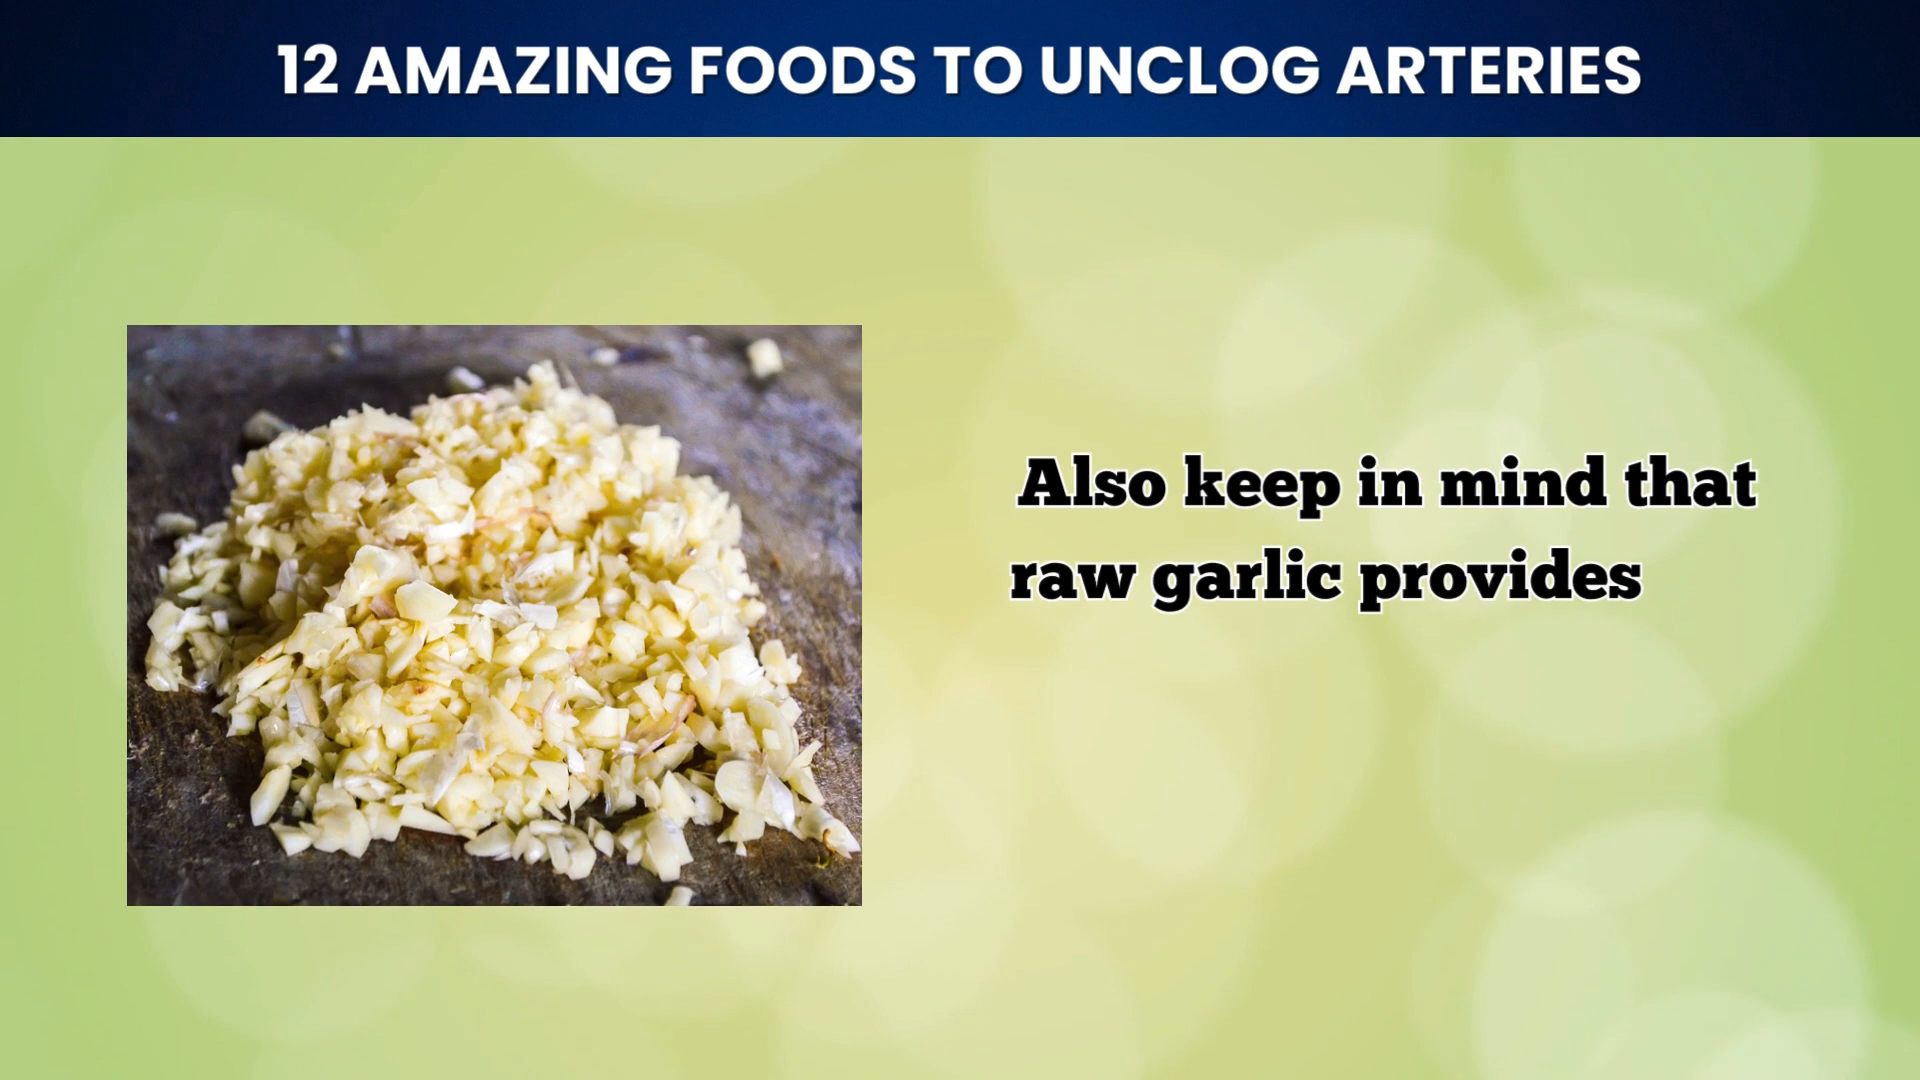 12 AMAZING FOODS TO UNCLOG ARTERIES
Also keep in mind that
raw garlic provides